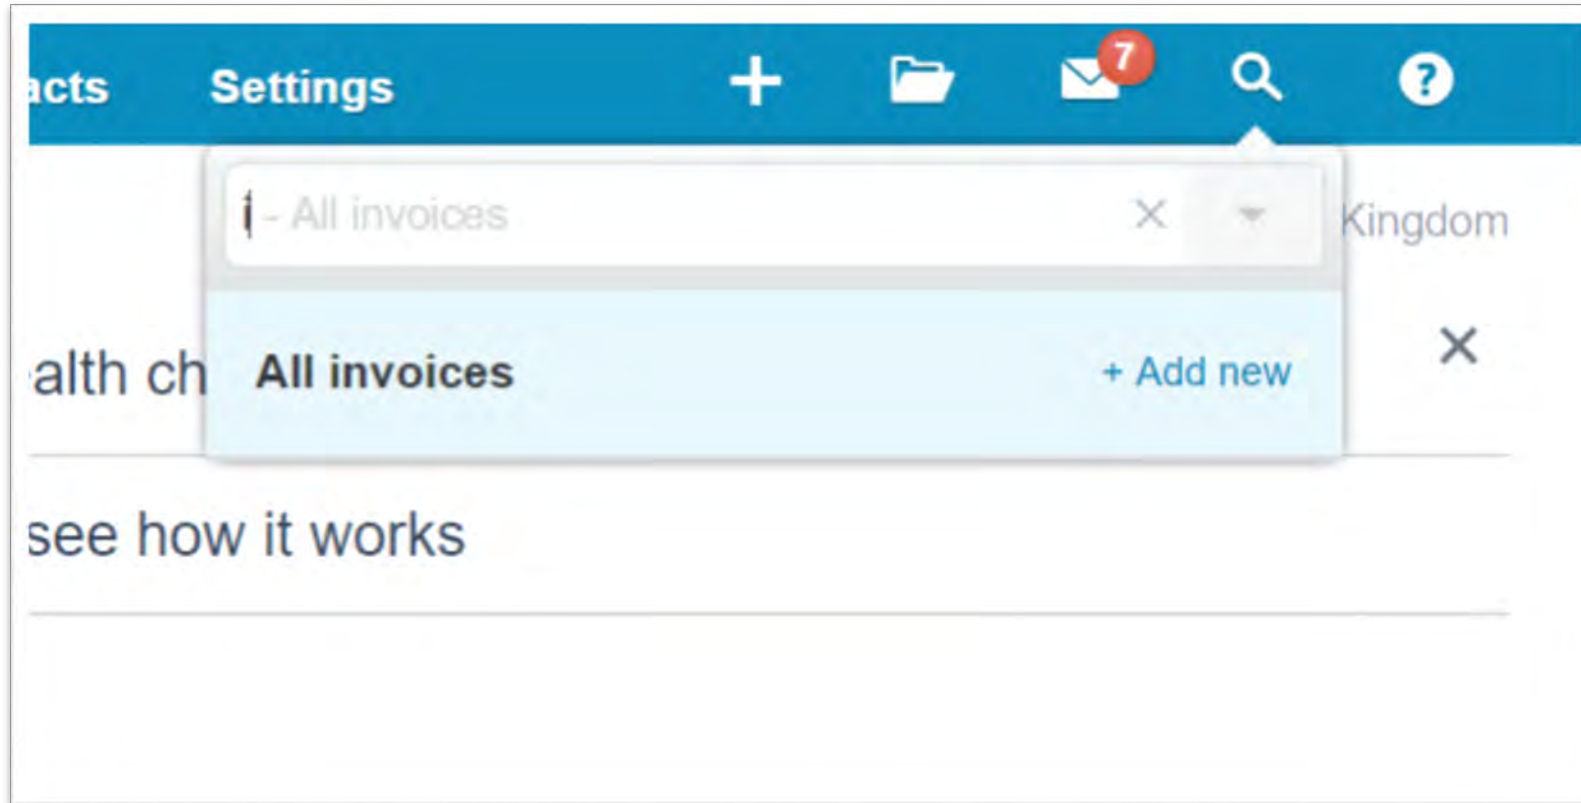 acts Settings 7 ?
i - All invoices
Kingdom
alth ch
All invoices + Add new
see how it works